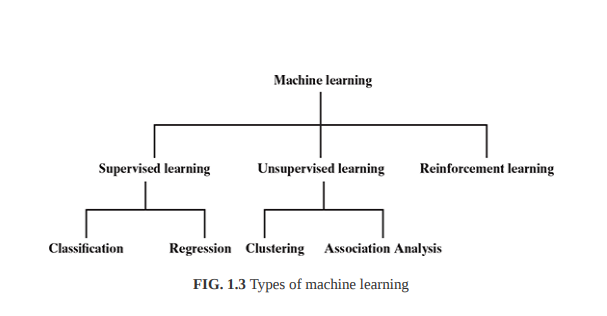 Machine learning
Supervised learning Unsupervised learning Reinforcement learning
Classification Regression Clustering Association Analysis
FIG. 1.3 Types of machine learning